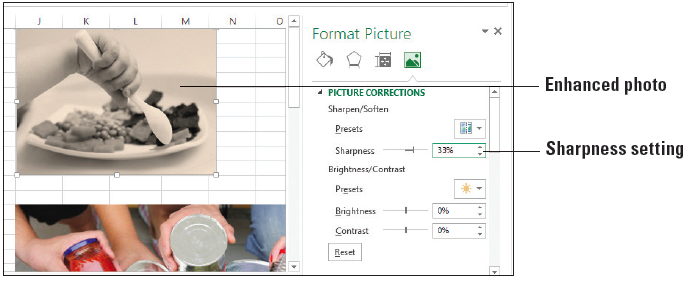 J K L M N O
Format Picture
PICTURE CORRECTIONS
Sharpen/Soften
Presets
Sharpness 33%
Brightness/Contrast
Presets
Brightness 0%
Contrast 0%
Reset
Enhanced photo
Sharpness setting